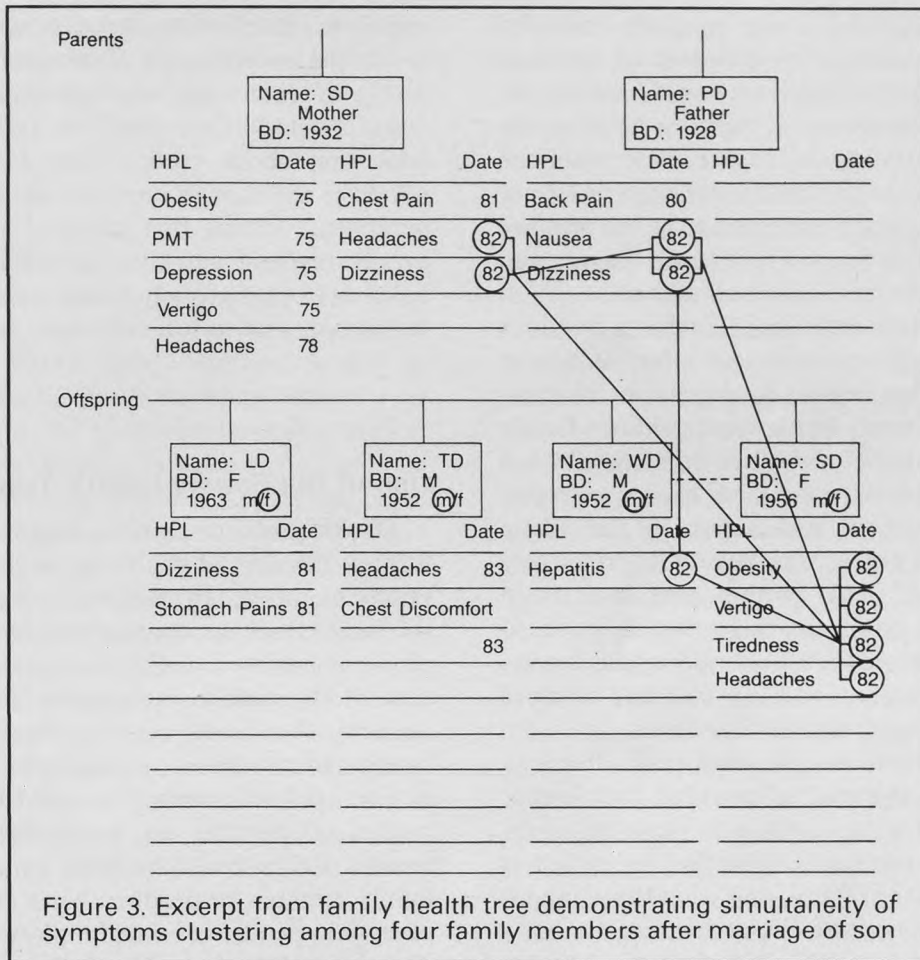 Parents
Name: SD Name: PD
Mother Father
BD: 1932 BD: 1928
HPL Date HPL Date HPL Date HPL Date
Obesity 75 Chest Pain 81 Back Pain 80
PMT 75 Headaches 82 Nausea 82
Depression 75 Dizziness 82 Dizziness 82
Vertigo 75
Headaches 78
Offspring
Name: LD Name: TD Name: WD Name: SD
BD: F BD: M BD: M BD: F
1963 m/f 1952 m/f 1952 m/f 1956 m/f
HPL Date HPL Date HPL Date HPL Date
Dizziness 81 Headache 83 Hepatitis 82 Obesity 82
Stomach Pains 81 Chest Discomfort Vertigo 82
83 Tiredness 82
Headaches 82
Figure 3. Excerpt from family health tree demonstrating simultaneity of
symptoms clustering among four family members after marriage of son